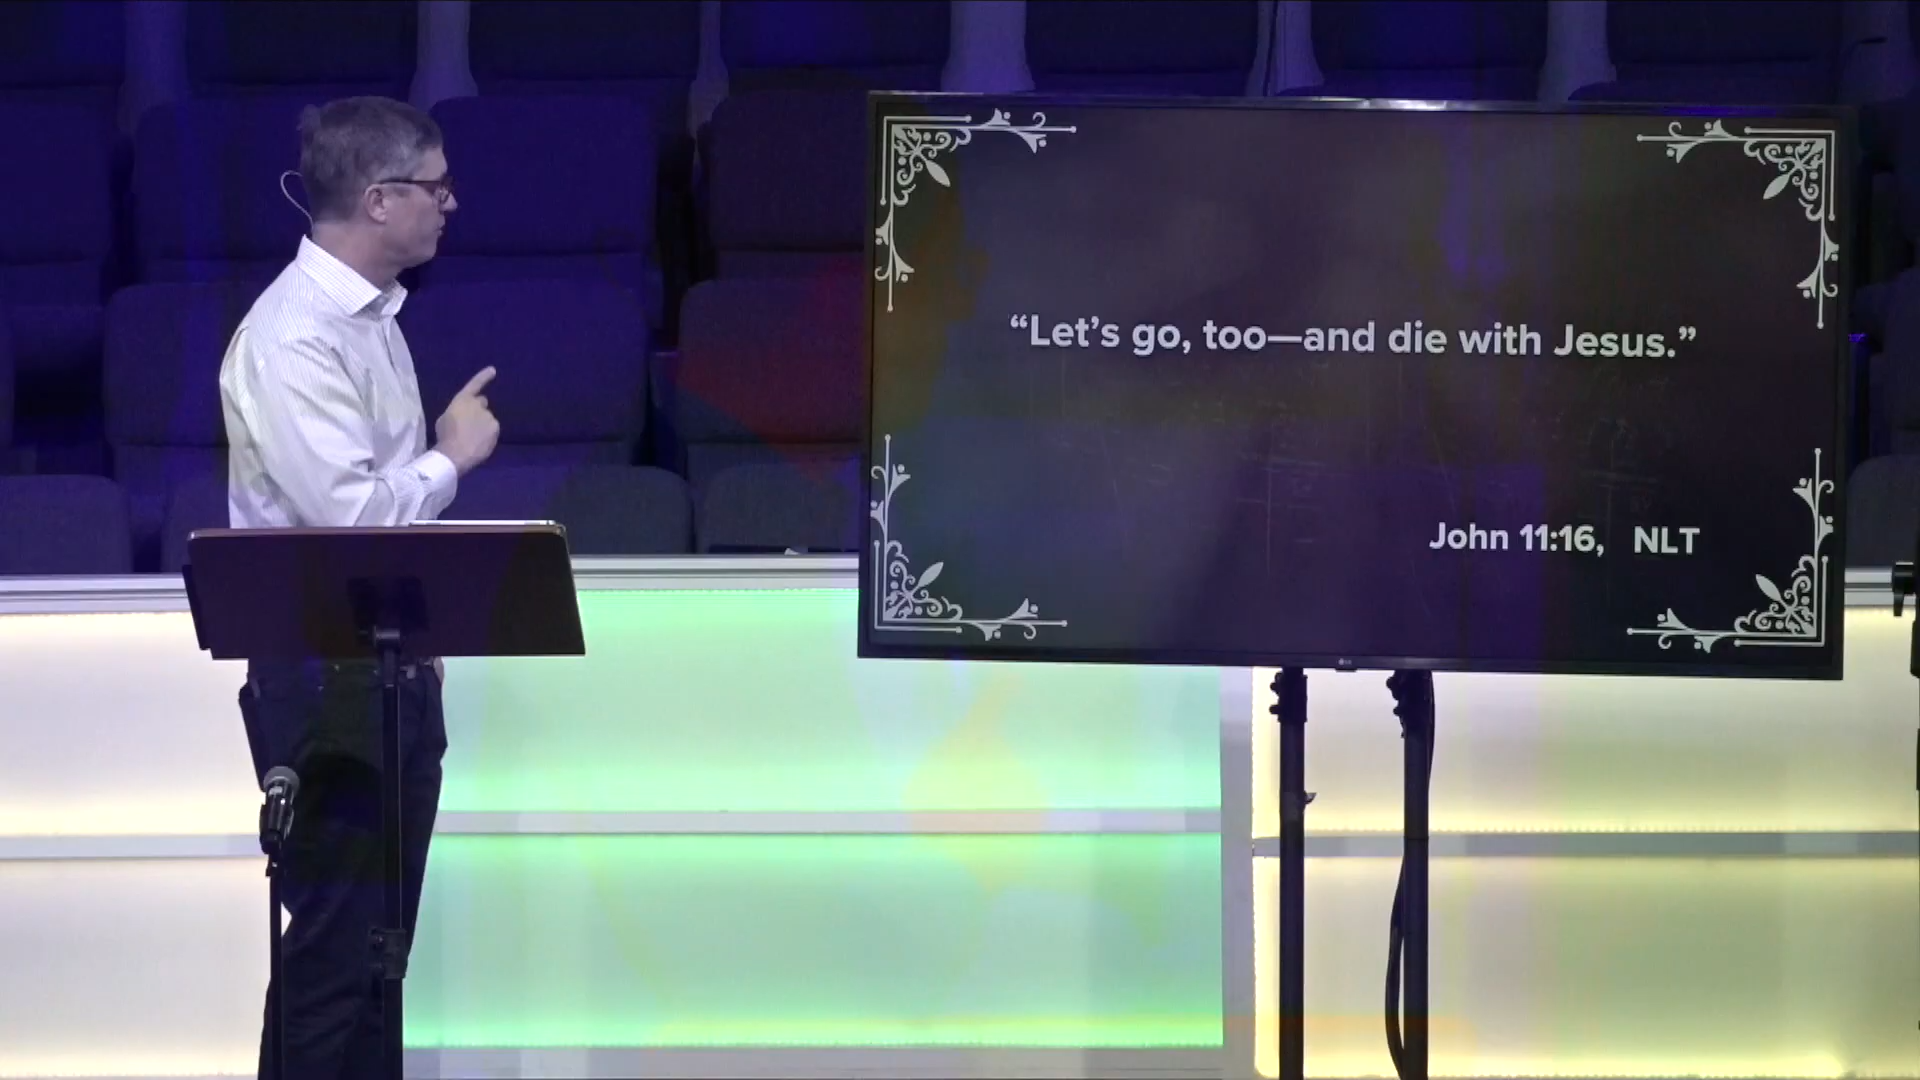 “Let’s go, too—and die with Jesus.”
John 11:16, NLT